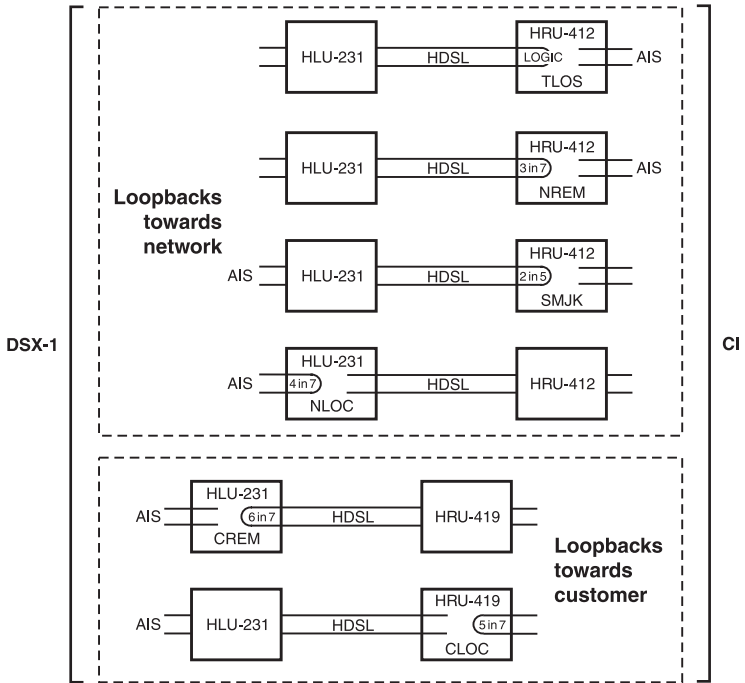 HRU-412
HLU-231
HDSL
LOGIC
AIS
TLOS
HRU-412
HLU-231
HDSL
3 in 7
AIS
NREM
Loopbacks
towards
network
HRU-412
AIS
HLU-231
HDSL
2 in 5
SMJK
DSX-1
CI
HLU-231
AIS
4 in 7
HDSL
HRU-412
NLOC
HLU-231
AIS
6 in 7
HDSL
HRU-419
CREM
Loopbacks
towards
customer
HRU-419
AIS
HLU-231
HDSL
5 in 7
CLOC